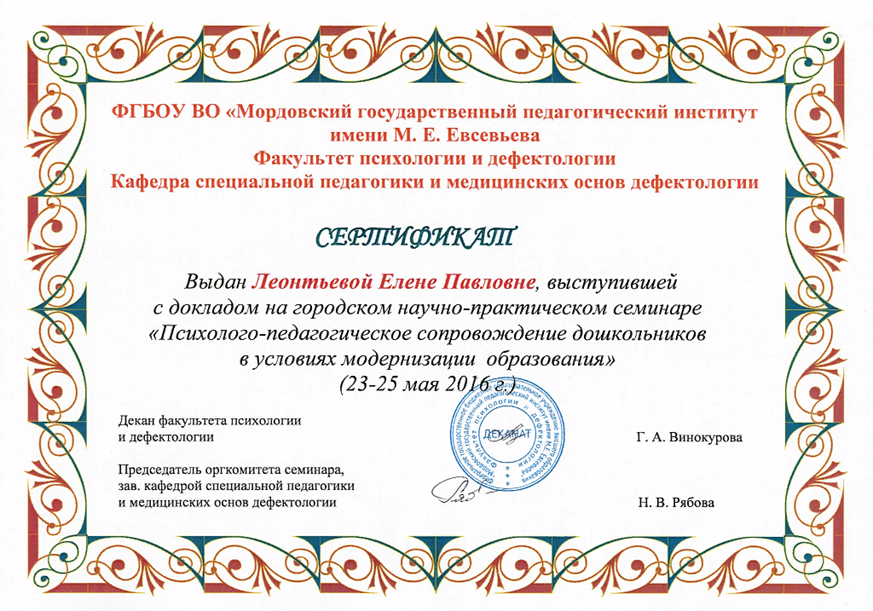 ФГБОУ ВО «Мордовский государственный педагогический институт
имени М. Е. Евсевьева
Факультет психологии и дефектологии
Кафедра специальной педагогики и медицинских основ дефектологии
СЕРТИФИКАТ
Выдан Леонтьевой Елене Павловне, выступившей
с докладом на городском научно-практическом семинаре
«Психолого-педагогическое сопровождение дошкольников
в условиях модернизации образования»
(23-25 мая 2016 г.)
Декан факультета психологии
и дефектологии
Г. А. Винокурова
Председатель оргкомитета семинара,
зав. кафедрой специальной педагогики
и медицинских основ дефектологии
Н. В. Рябова
ДЕКАНАТ
Факультет психологии и дефектологии